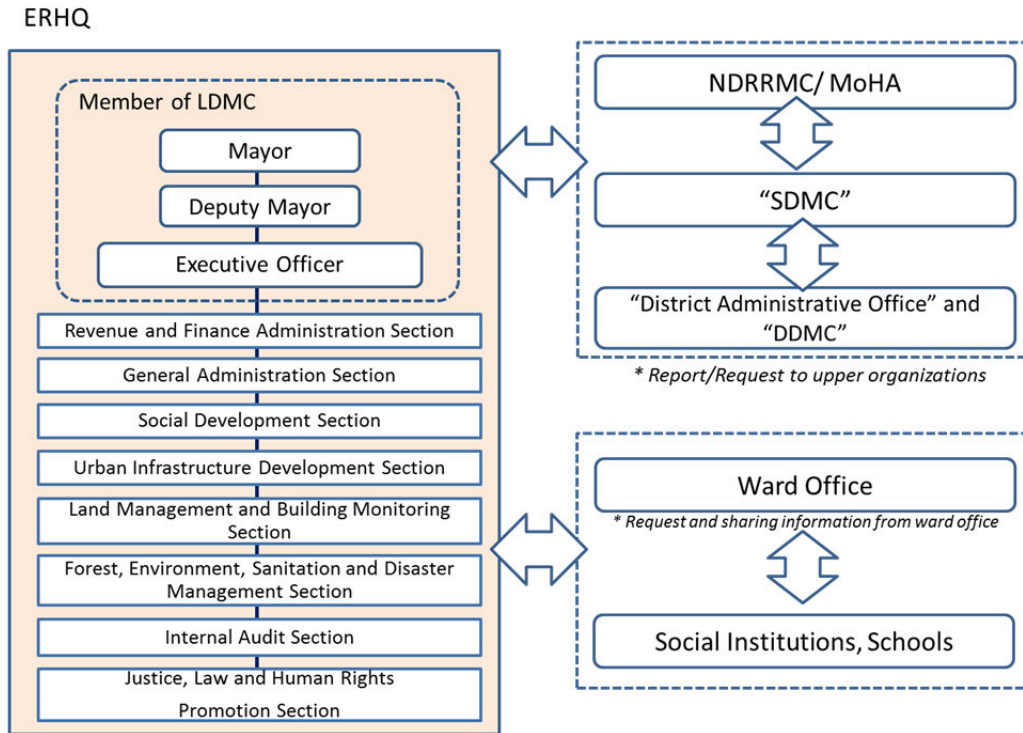 ERHQ
Member of LDMC
Mayor
Deputy Mayor
Executive Officer
Revenue and Finance Administration Section
General Administration Section
Social Development Section
Urban Infrastructure Development Section
Land Management and Building Monitoring
Section
Forest, Environment, Sanitation and Disaster
Management Section
Internal Audit Section
Justice, Law and Human Rights
Promotion Section
NDRRMC/ MoHA
“SDMC”
“District Administrative Office” and
“DDMC”
* Report/Request to upper organizations
Ward Office
* Request and sharing information from ward office
Social Institutions, Schools